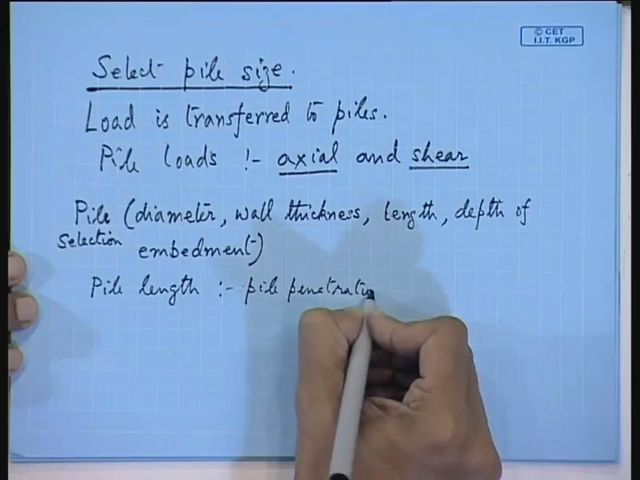 © CET
I.I.T. KGP
Select pile size.
Load is transferred to piles.
Pile loads :- axial and shear
Pile (diameter, wall thickness, length, depth of
Selection embedment)
Pile length :- pile penetratio